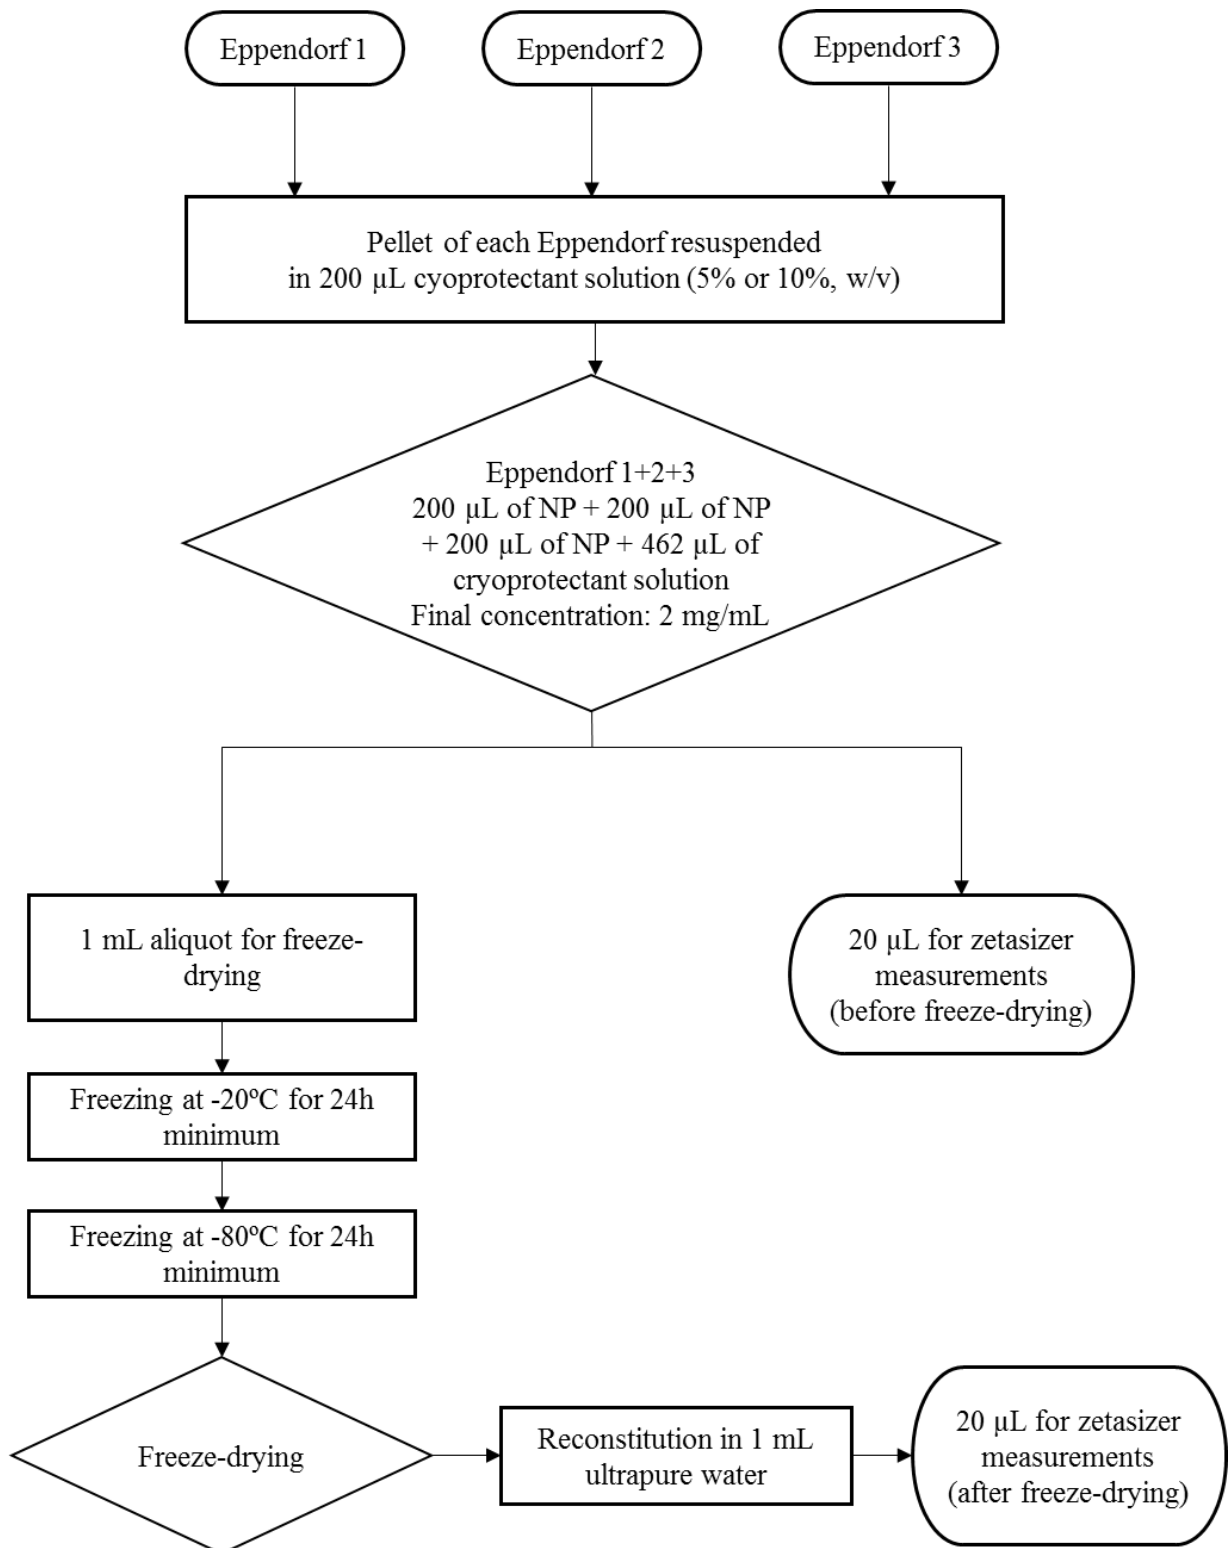 Eppendorf 1
Eppendorf 2
Eppendorf 3
Pellet of each Eppendorf resuspended
in 200 µL cyoprotectant solution (5% or 10%, w/v)
Eppendorf 1+2+3
200 µL of NP + 200 µL of NP
+ 200 µL of NP + 462 µL of
cryoprotectant solution
Final concentration: 2 mg/mL
1 mL aliquot for freeze-
drying
20 µL for zetasizer
measurements
(before freeze-drying)
Freezing at -20ºC for 24h
minimum
Freezing at -80ºC for 24h
minimum
Freeze-drying
Reconstitution in 1 mL
ultrapure water
20 µL for zetasizer
measurements
(after freeze-drying)